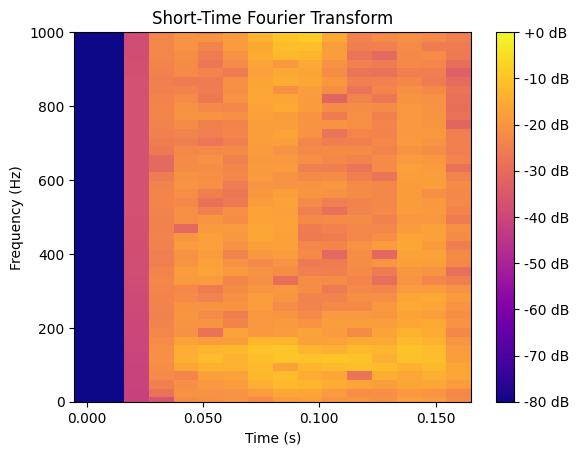 Short-Time Fourier Transform
1000
800
600
400
200
0
Frequency (Hz)
0.000
0.050
0.100
0.150
Time (s)
+0 dB
-10 dB
-20 dB
-30 dB
-40 dB
-50 dB
-60 dB
-70 dB
-80 dB